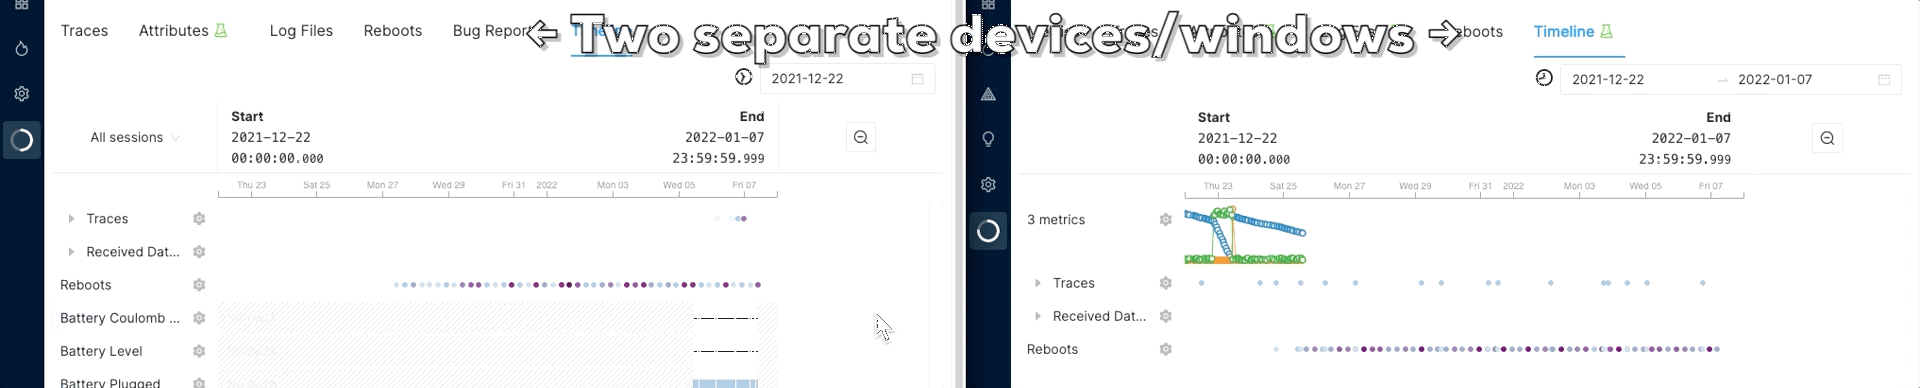 ← Two separate devices/windows →
Traces Attributes Log Files Reboots Bug Report
2021-12-22
All sessions
Start End
2021-12-22 2022-01-07
00:00:00.000 23:59:59.999
Thu 23 Sat 25 Mon 27 Wed 29 Fri 31 2022 Mon 03 Wed 05 Fri 07
Traces
Received Dat...
Reboots
Battery Coulomb ...
Battery Level
Battery Plugged
eboots Timeline
2021-12-22 → 2022-01-07
Start End
2021-12-22 2022-01-07
00:00:00.000 23:59:59.999
Thu 23 Sat 25 Mon 27 Wed 29 Fri 31 2022 Mon 03 Wed 05 Fri 07
3 metrics
Traces
Received Dat...
Reboots